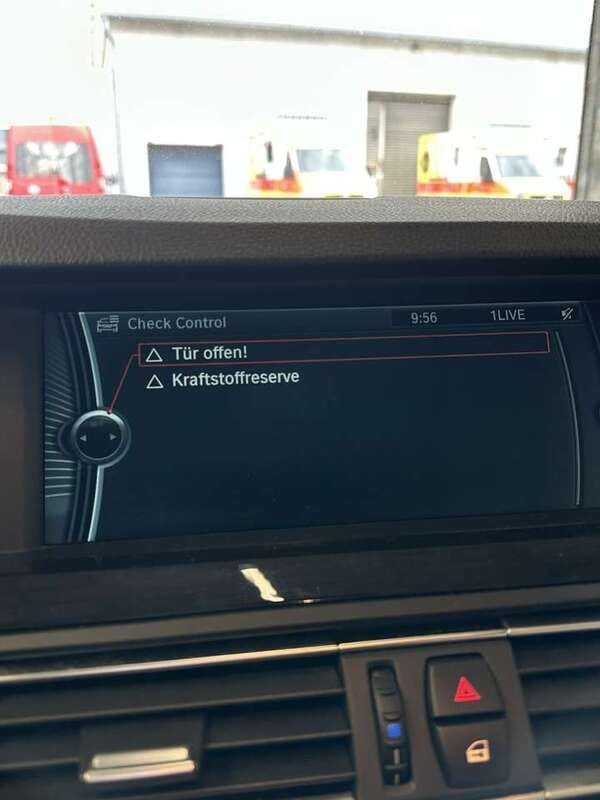 Check Control
9:56
1LIVE
Tür offen!
Kraftstoffreserve